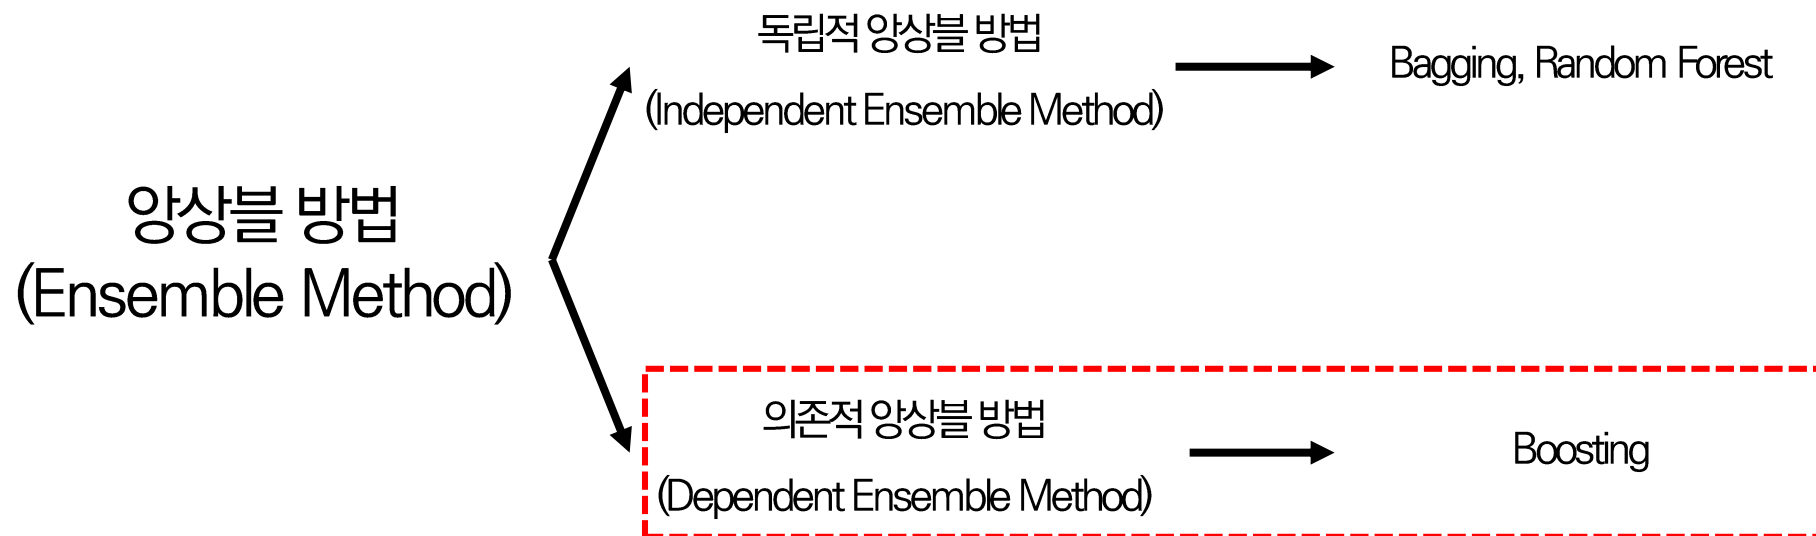 독립적 앙상블 방법
(Independent Ensemble Method)
Bagging, Random Forest
앙상블 방법
(Ensemble Method)
의존적 앙상블 방법
(Dependent Ensemble Method)
Boosting